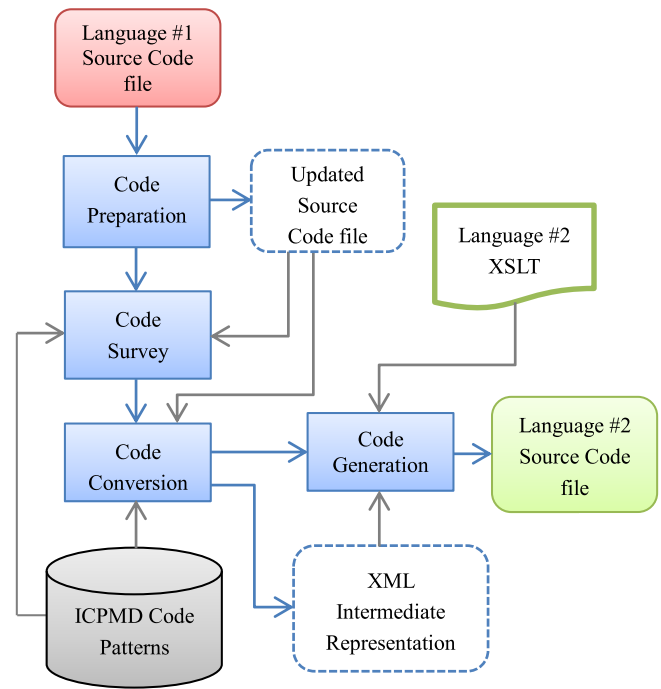 Language #1
Source Code
file
Code
Preparation
Updated
Source
Code file
Language #2
XSLT
Code
Survey
Code
Conversion
Code
Generation
Language #2
Source Code
file
ICPMD Code
Patterns
XML
Intermediate
Representation